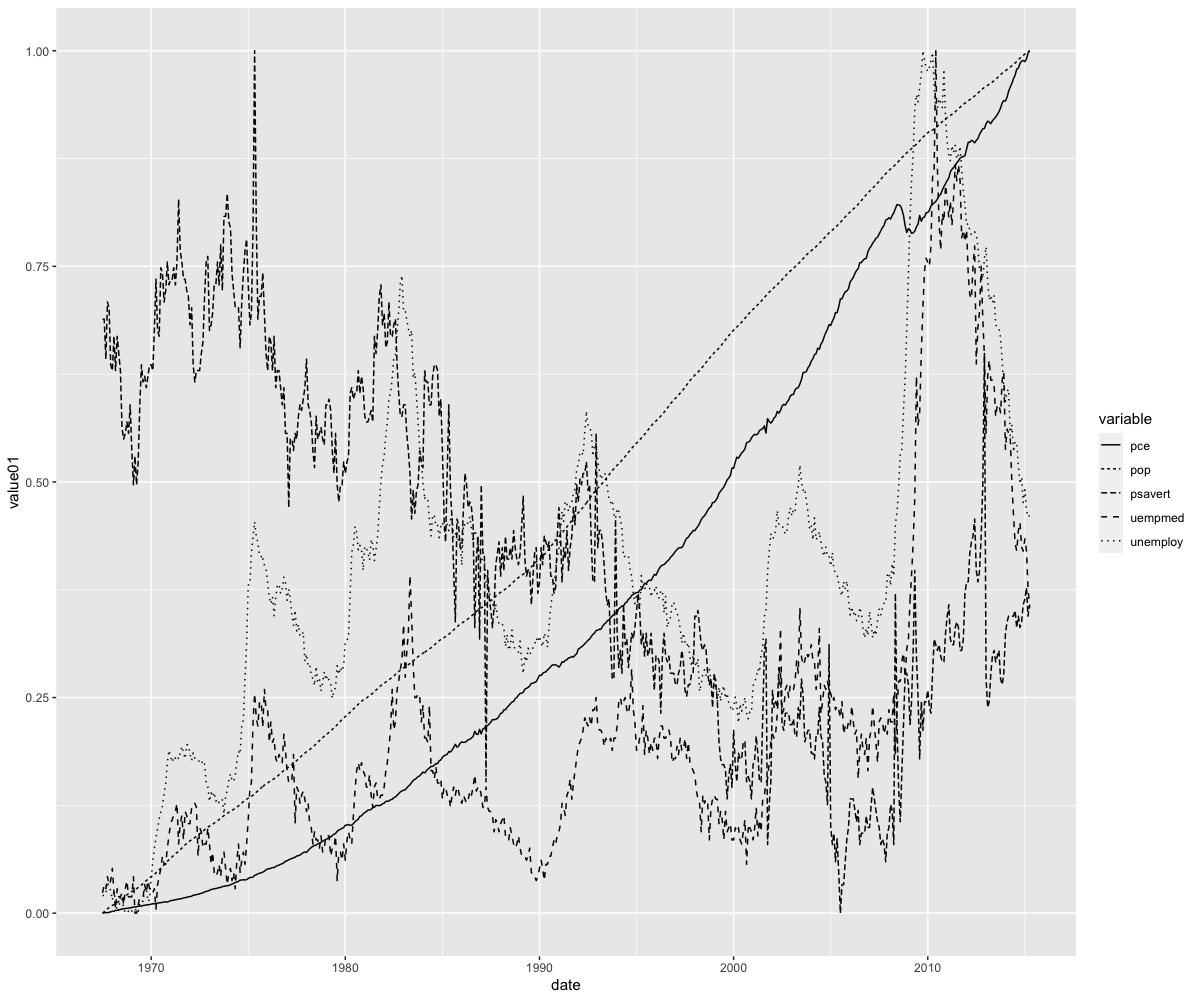 1.00
0.75
0.50
0.25
0.00
value01
1970 1980 1990 2000 2010
date
variable
pce
pop
psavert
uempmed
unemploy